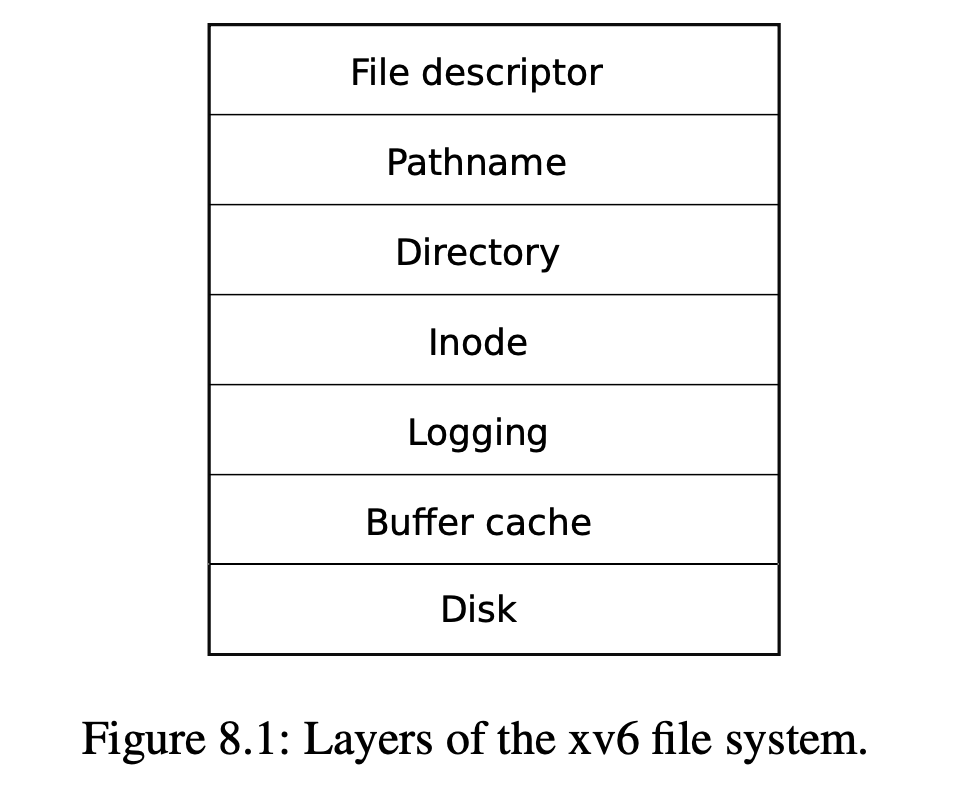 File descriptor
Pathname
Directory
Inode
Logging
Buffer cache
Disk
Figure 8.1: Layers of the xv6 file system.